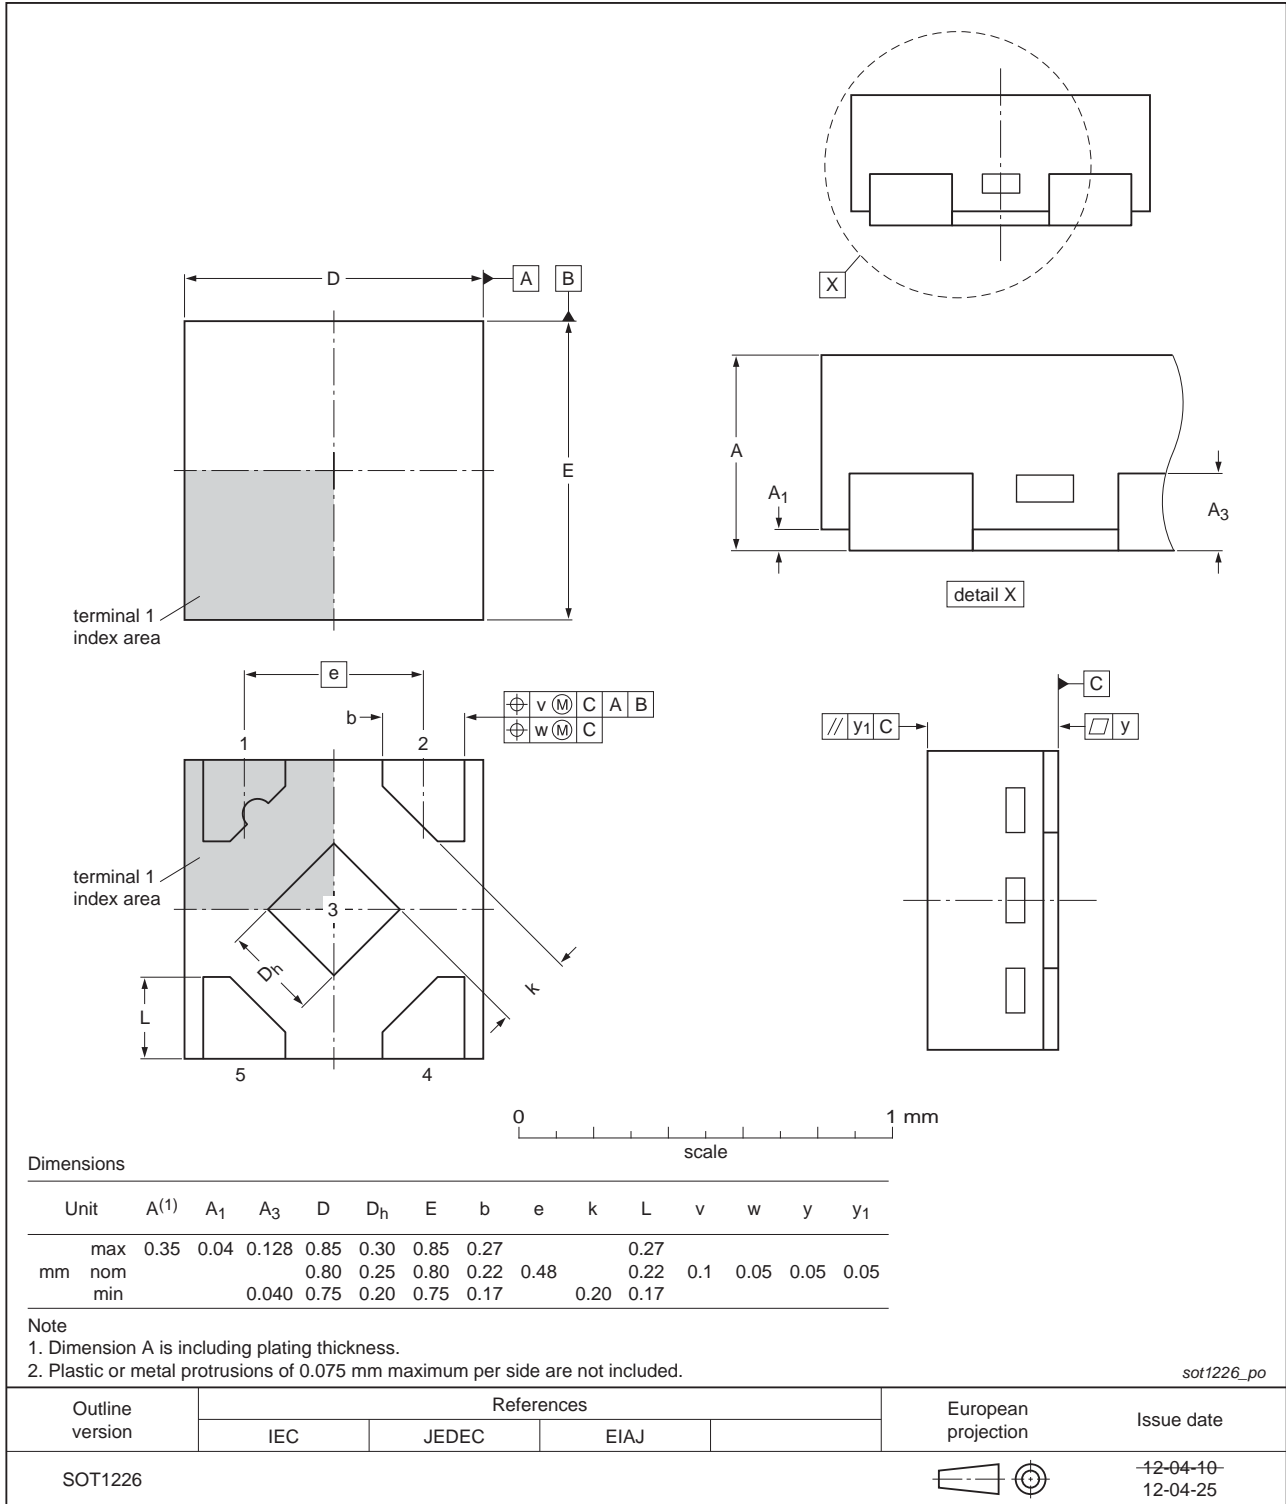 X
D
A
B
E
terminal 1
index area
A
A1
A3
detail X
e
b
v M C A B
w M C
1
2
terminal 1
index area
3
Dh
k
L
5
4
C
// y1 C
y
0
1 mm
scale
Dimensions
Unit A(1) A1 A3 D Dh E b e k L v w y y1
max 0.35 0.04 0.128 0.85 0.30 0.85 0.27 0.27
mm nom 0.80 0.25 0.80 0.22 0.48 0.22 0.1 0.05 0.05 0.05
min 0.040 0.75 0.20 0.75 0.17 0.20 0.17
Note
1. Dimension A is including plating thickness.
2. Plastic or metal protrusions of 0.075 mm maximum per side are not included.
sot1226_po
Outline
version
References
IEC JEDEC EIAJ
European
projection
Issue date
SOT1226
12-04-10
12-04-25